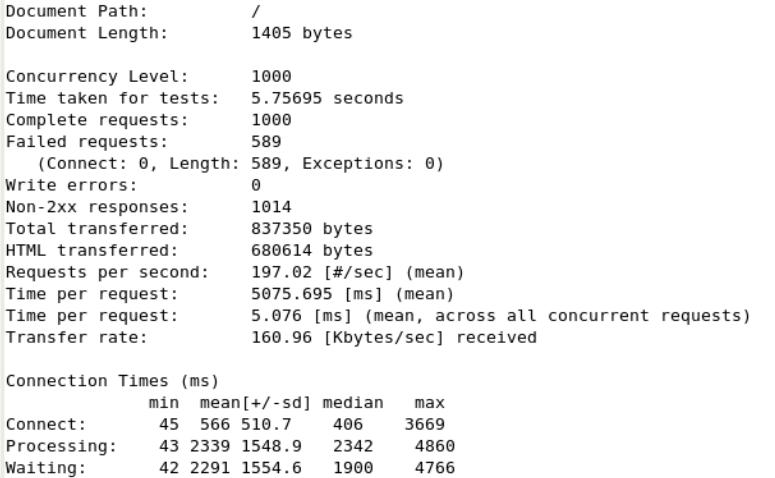 Document Path: /
Document Length: 1405 bytes
Concurrency Level: 1000
Time taken for tests: 5.75695 seconds
Complete requests: 1000
Failed requests: 589
(Connect: 0, Length: 589, Exceptions: 0)
Write errors: 0
Non-2xx responses: 1014
Total transferred: 837350 bytes
HTML transferred: 680614 bytes
Requests per second: 197.02 [#/sec] (mean)
Time per request: 5075.695 [ms] (mean)
Time per request: 5.076 [ms] (mean, across all concurrent requests)
Transfer rate: 160.96 [Kbytes/sec] received
Connection Times (ms)
min mean[+/-sd] median max
Connect: 45 566 510.7 406 3669
Processing: 43 2339 1548.9 2342 4860
Waiting: 42 2291 1554.6 1900 4766